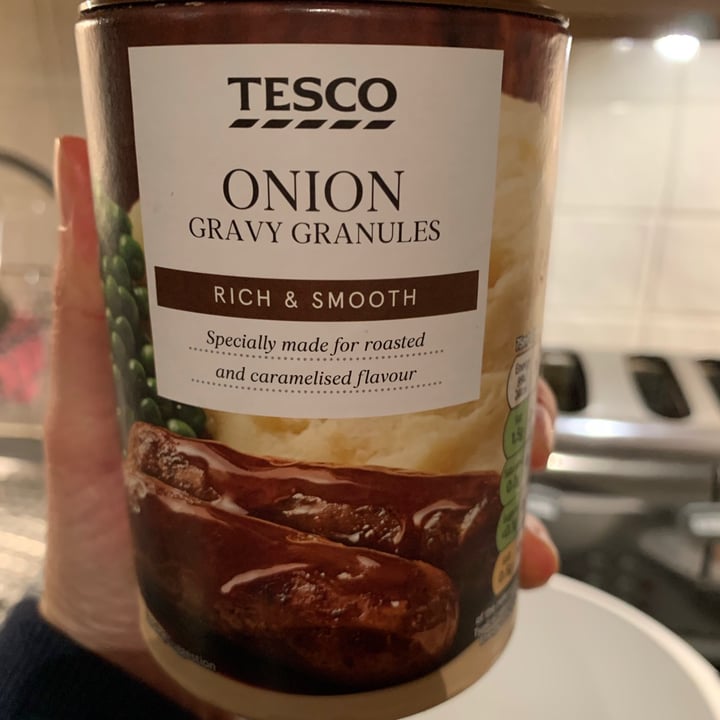 TESCO
ONION
GRAVY GRANULES
RICH & SMOOTH
Specially made for roasted
and caramelised flavour